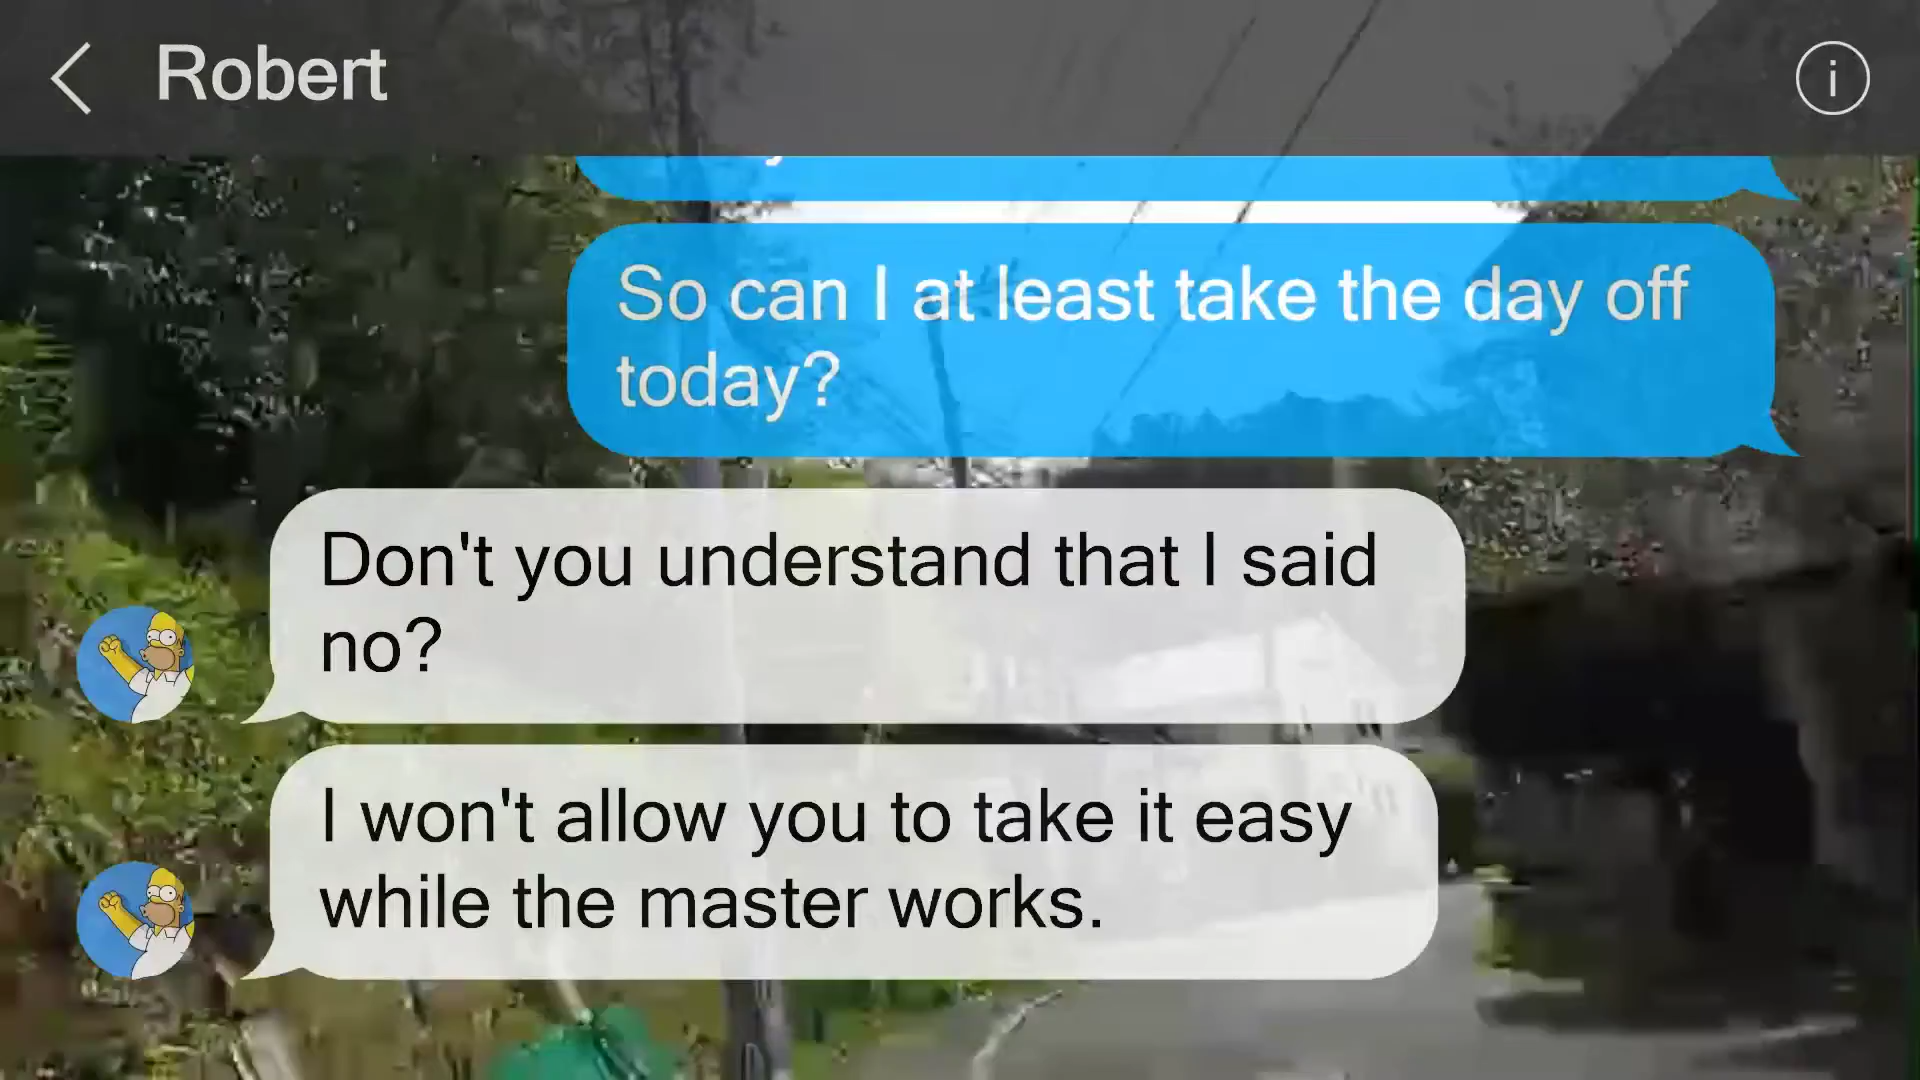 Robert
So can I at least take the day off
today?
Don't you understand that I said
no?
I won't allow you to take it easy
while the master works.